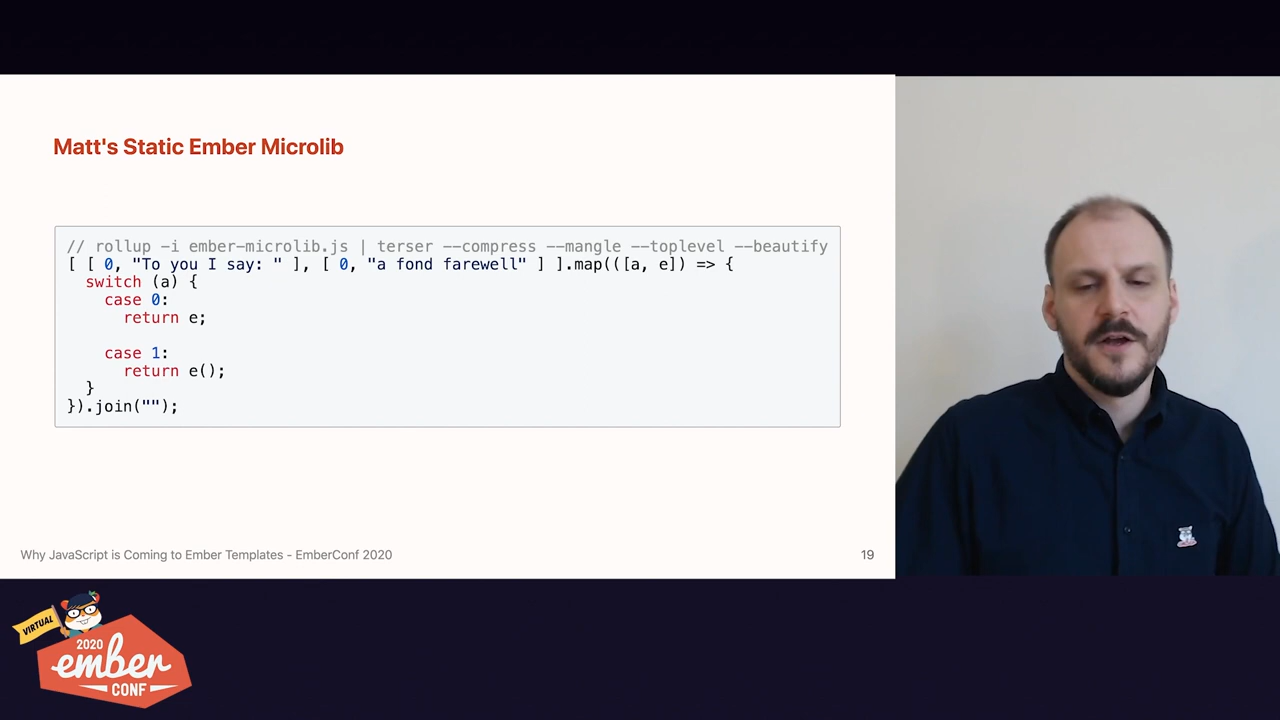 Matt's Static Ember Microlib
// rollup -i ember-microlib.js | terser --compress --mangle --toplevel --beautify
[ [ 0, "To you I say: " ], [ 0, "a fond farewell" ] ].map(([a, e]) => {
  switch (a) {
    case 0:
      return e;

    case 1:
      return e();
  }
}).join("");
Why JavaScript is Coming to Ember Templates - EmberConf 2020
19
VIRTUAL
2020
ember
CONF